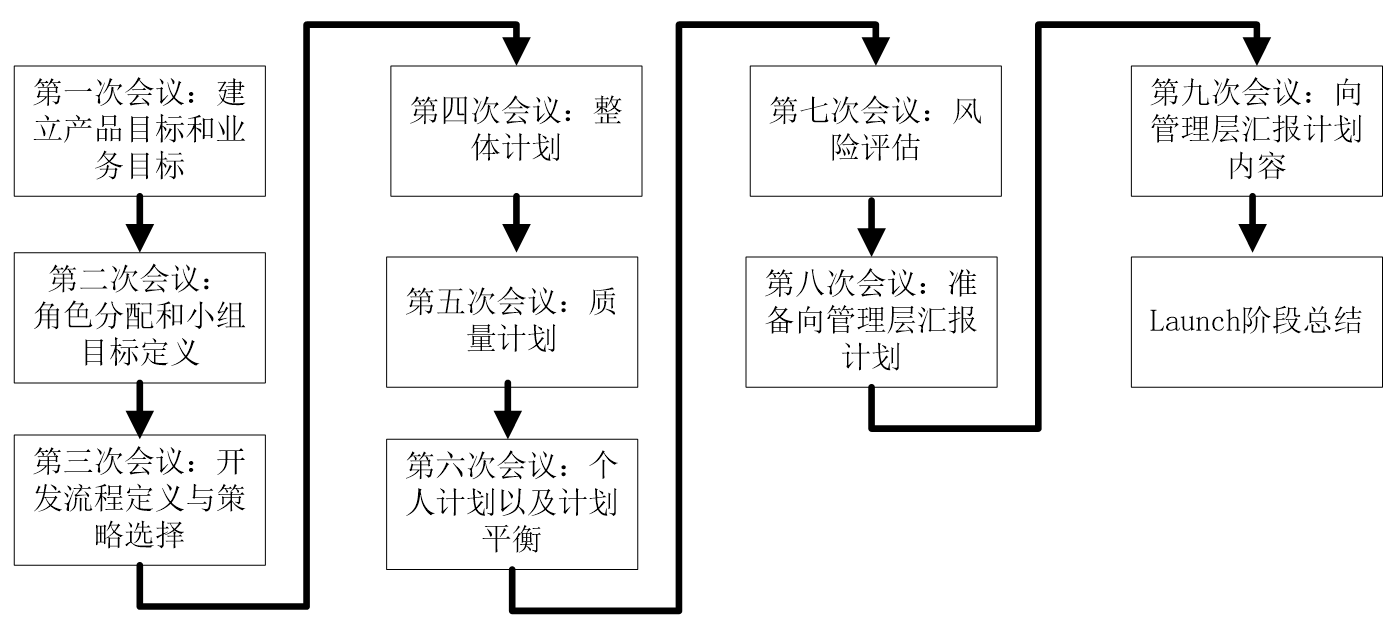 第一次会议：建
立产品目标和业
务目标
第二次会议：
角色分配和小组
目标定义
第三次会议：开
发流程定义与策
略选择
第四次会议：整
体计划
第五次会议：质
量计划
第六次会议：个
人计划以及计划
平衡
第七次会议：风
险评估
第八次会议：准
备向管理层汇报
计划
第九次会议：向
管理层汇报计划
内容
Launch阶段总结